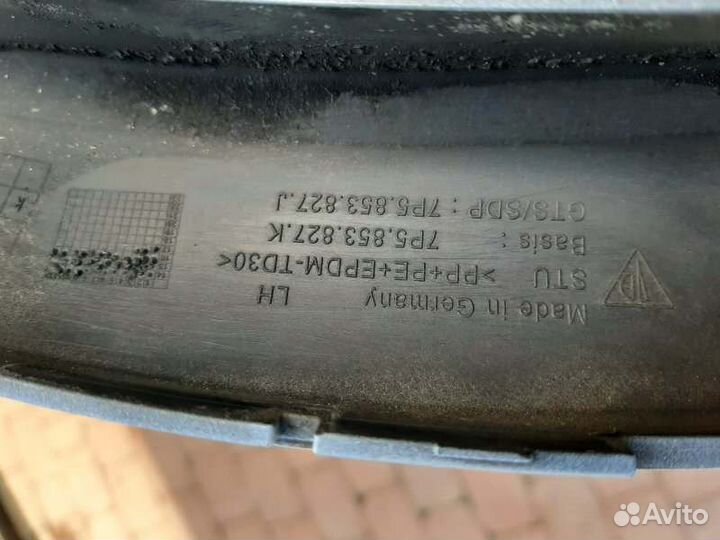 Made in Germany
LH
STU >PP+PE+EPDM-TD30<
Basis : 7P5.853.827.K
GTS/SDP : 7P5.853.827.J
Avito